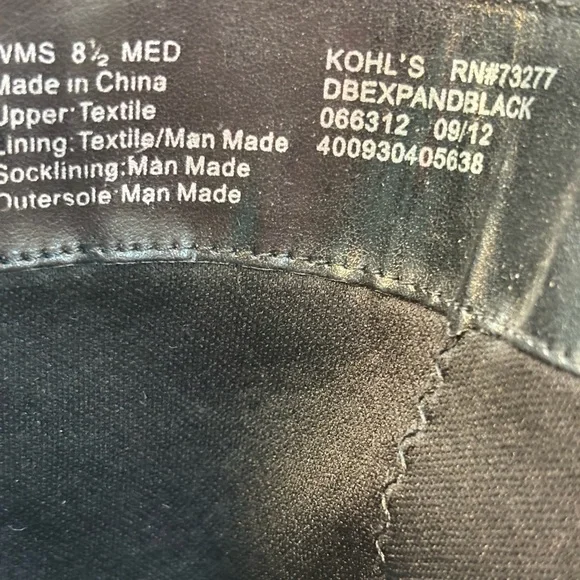 WMS 8½ MED
Made in China
Upper:Textile
Lining:Textile/Man Made
Socklining:Man Made
Outersole:Man Made
KOHL'S RN#73277
DBEXPANDBLACK
066312 09/12
400930405638